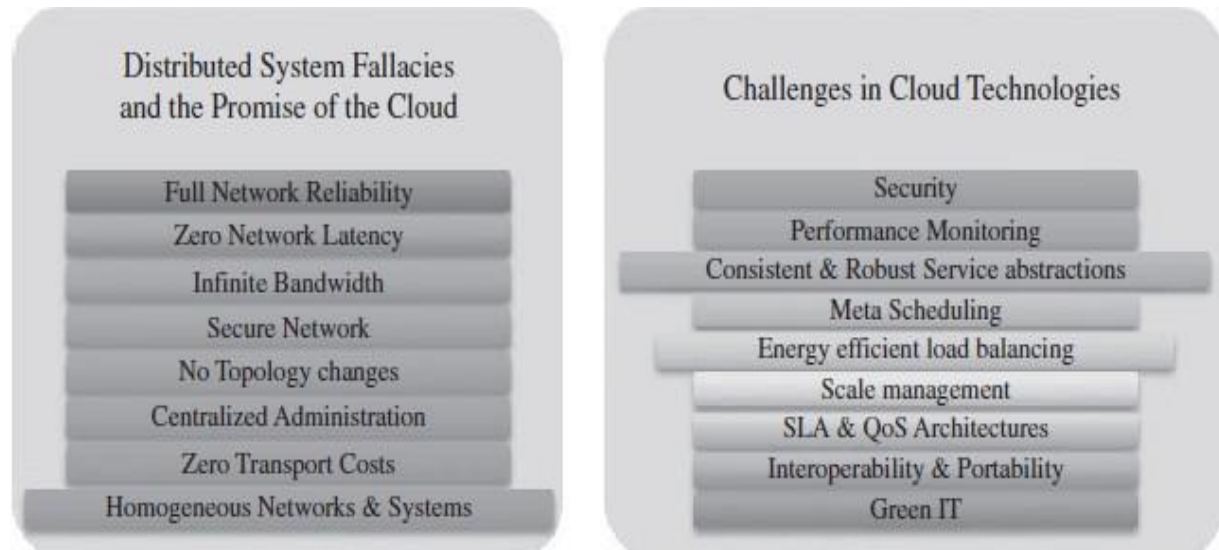 Distributed System Fallacies
and the Promise of the Cloud
Full Network Reliability
Zero Network Latency
Infinite Bandwidth
Secure Network
No Topology changes
Centralized Administration
Zero Transport Costs
Homogeneous Networks & Systems
Challenges in Cloud Technologies
Security
Performance Monitoring
Consistent & Robust Service abstractions
Meta Scheduling
Energy efficient load balancing
Scale management
SLA & QoS Architectures
Interoperability & Portability
Green IT